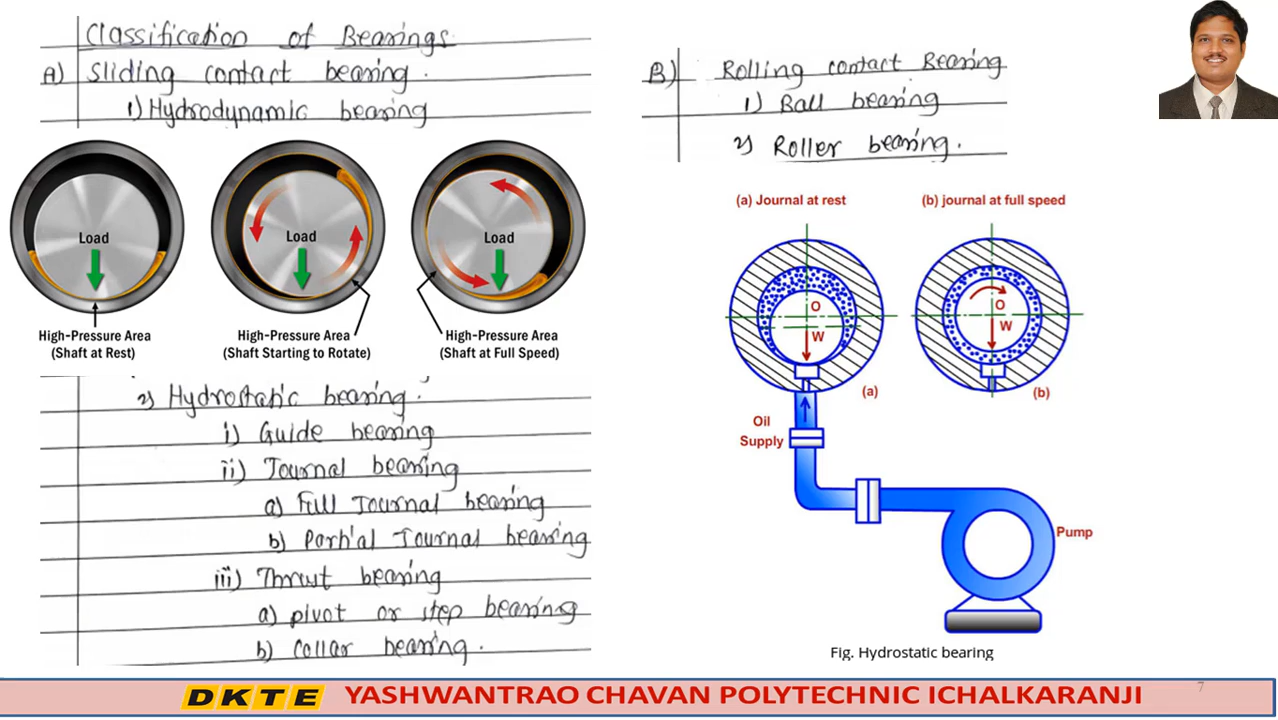 Classification of Bearings
A) Sliding contact bearing.
1) Hydrodynamic bearing
Load
Load
Load
High-Pressure Area
(Shaft at Rest)
High-Pressure Area
(Shaft Starting to Rotate)
High-Pressure Area
(Shaft at Full Speed)
2) Hydrostatic bearing.
i) Guide bearing
ii) Journal bearing
a) Full Journal bearing
b) Partial Journal bearing
iii) Thrust bearing
a) pivot or step bearing
b) collar bearing.
B) Rolling contact Bearing
1) Ball bearing
2) Roller bearing.
(a) Journal at rest
(b) journal at full speed
O
W
O
W
(a)
(b)
Oil
Supply
Pump
Fig. Hydrostatic bearing
DKTE YASHWANTRAO CHAVAN POLYTECHNIC ICHALKARANJI
7